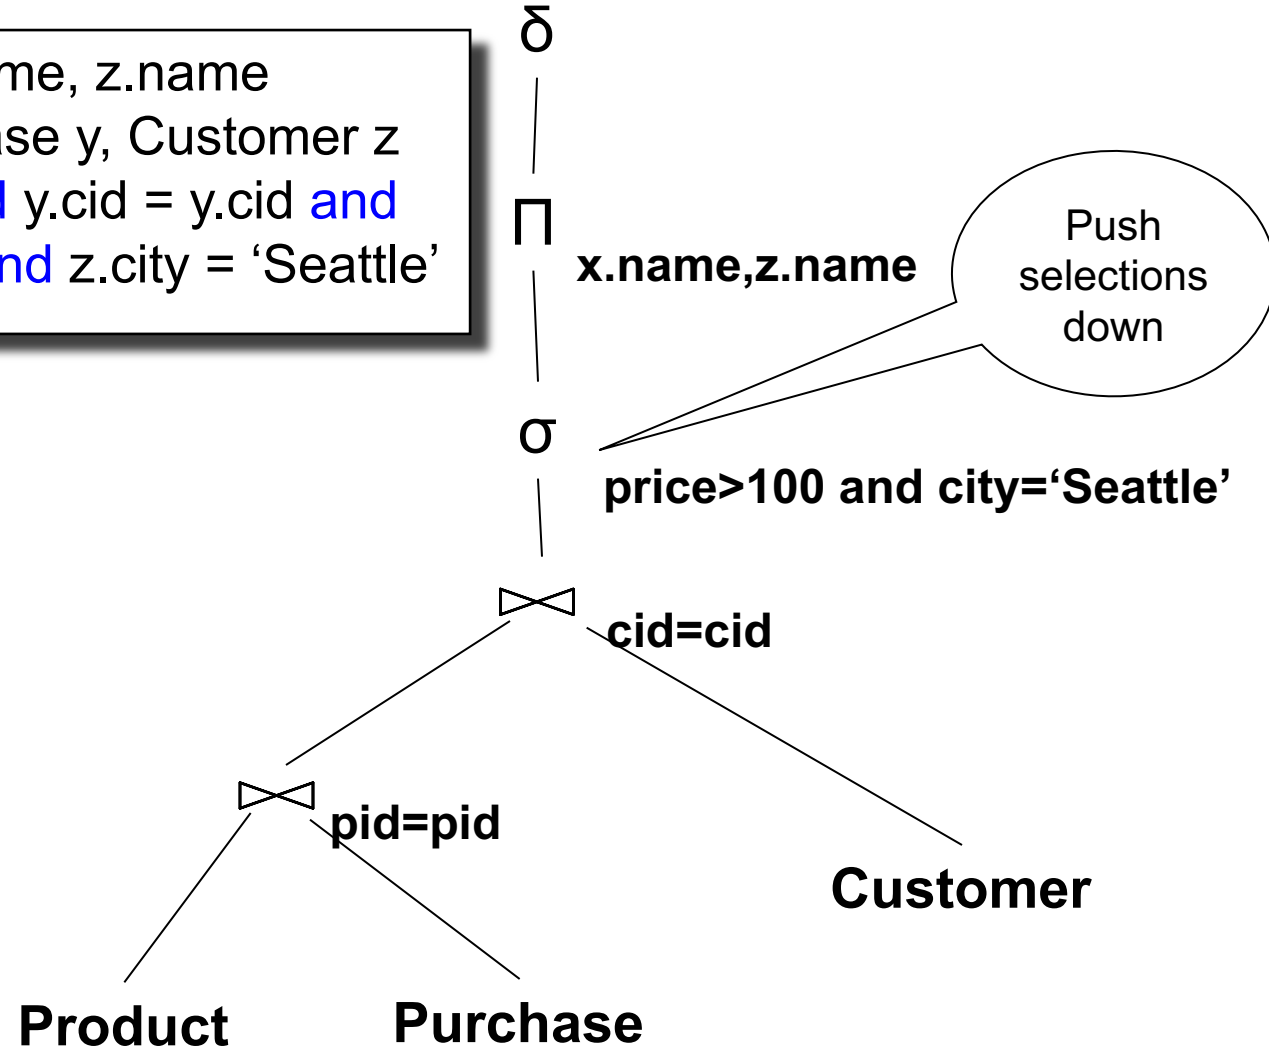 δ
me, z.name
ase y, Customer z
d y.cid = y.cid and
nd z.city = ‘Seattle’
Π
x.name,z.name
Push
selections
down
σ
price>100 and city=‘Seattle’
cid=cid
pid=pid
Customer
Product
Purchase